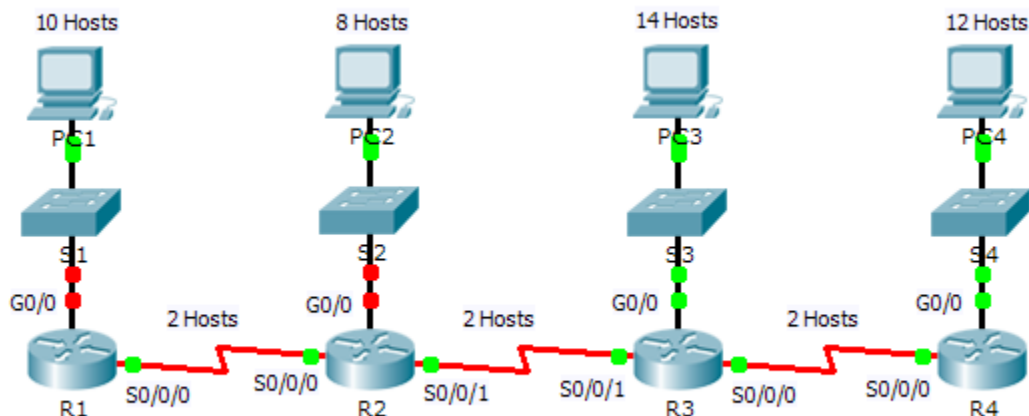 10 Hosts
8 Hosts
14 Hosts
12 Hosts
PC1
PC2
PC3
PC4
S1
S2
S3
S4
G0/0
G0/0
G0/0
G0/0
2 Hosts
2 Hosts
2 Hosts
S0/0/0
S0/0/0
S0/0/1
S0/0/1
S0/0/0
S0/0/0
R1
R2
R3
R4